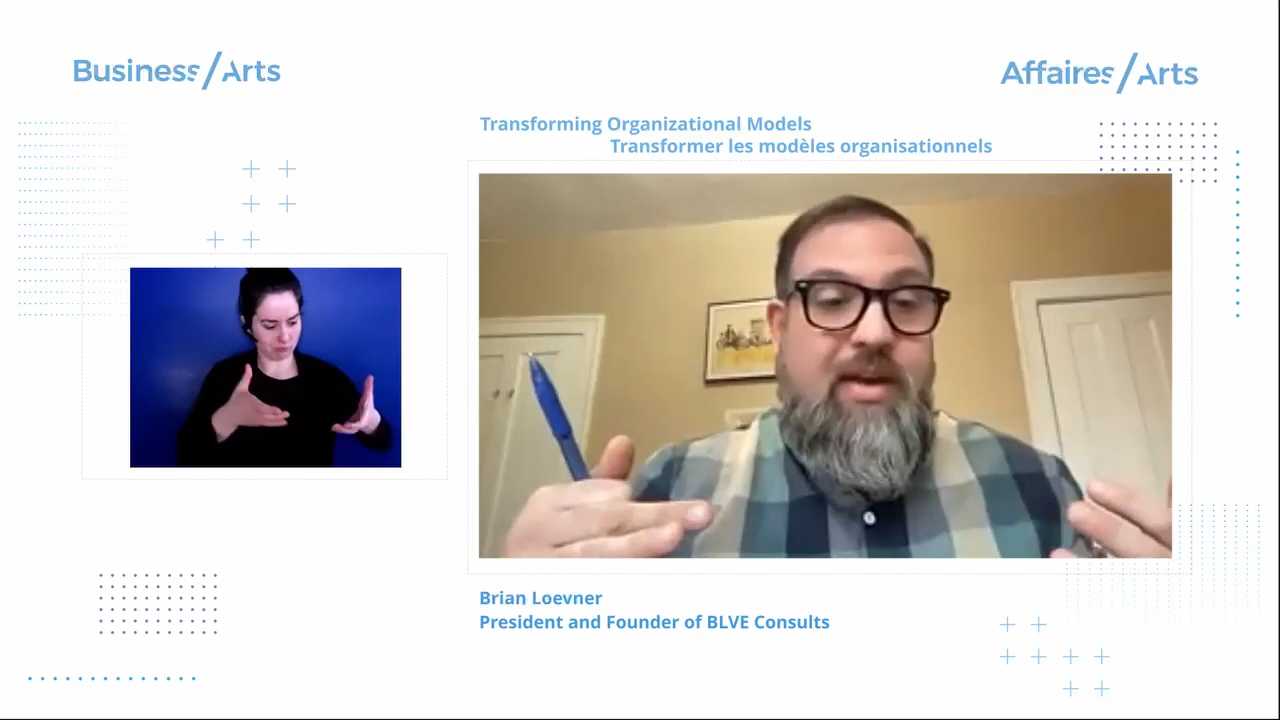 Business/Arts
Affaires/Arts
Transforming Organizational Models
Transformer les modèles organisationnels
Brian Loevner
President and Founder of BLVE Consults